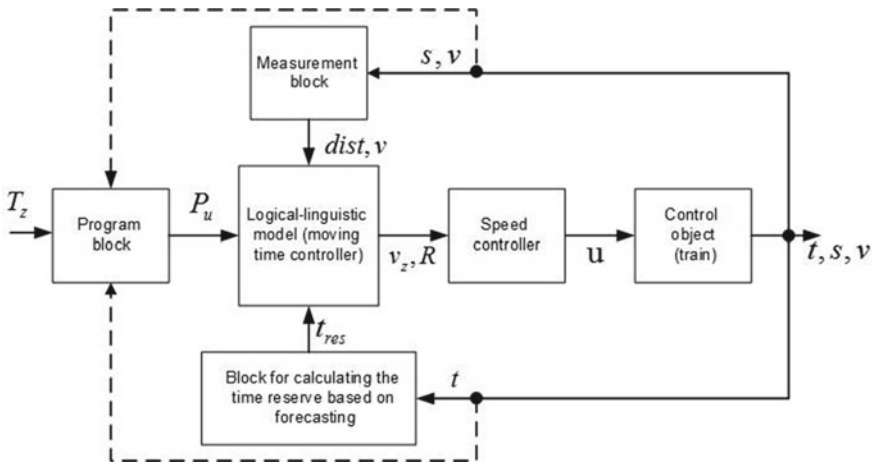 s, v
Measurement
block
dist, v
T_z
Program
block
P_u
Logical-linguistic
model (moving
time controller)
v_z, R
Speed
controller
u
Control
object
(train)
t, s, v
t_res
Block for calculating the
time reserve based on
forecasting
t